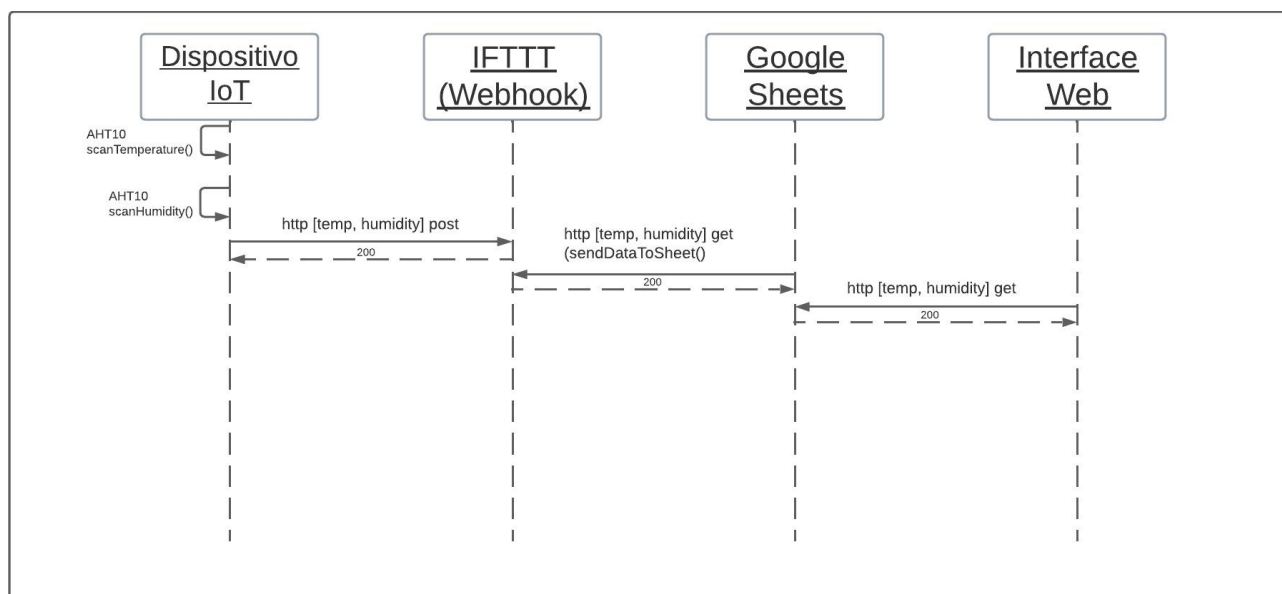 Dispositivo
IoT
IFTTT
(Webhook)
Google
Sheets
Interface
Web
AHT10
scanTemperature()
AHT10
scanHumidity()
http [temp, humidity] post
200
http [temp, humidity] get
(sendDataToSheet()
200
http [temp, humidity] get
200